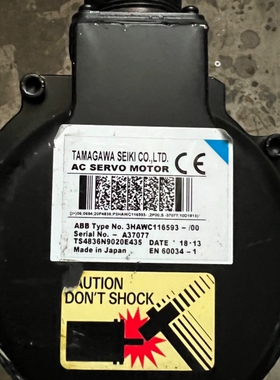 TAMAGAWA SEIKI CO.,LTD.
AC SERVO MOTOR
CE
ABB Type No. 3HAWC116593 -/00
Serial No. - A37077
TS4836N9020E435 DATE '18-13
Made in Japan EN 60034 - 1
CAUTION
DON'T SHOCK